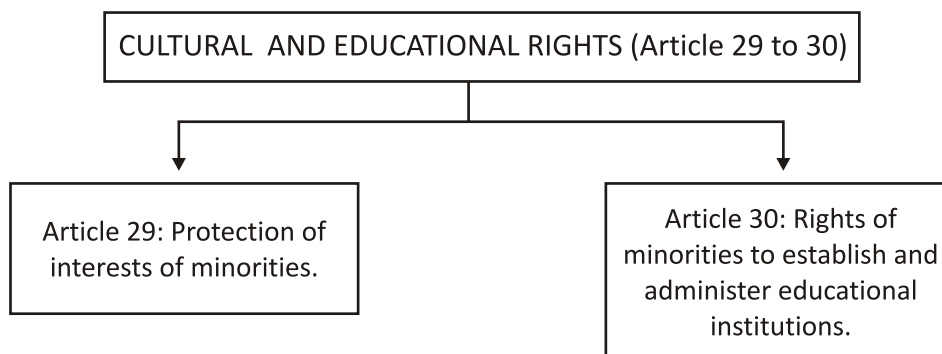 CULTURAL AND EDUCATIONAL RIGHTS (Article 29 to 30)
Article 29: Protection of
interests of minorities.
Article 30: Rights of
minorities to establish and
administer educational
institutions.